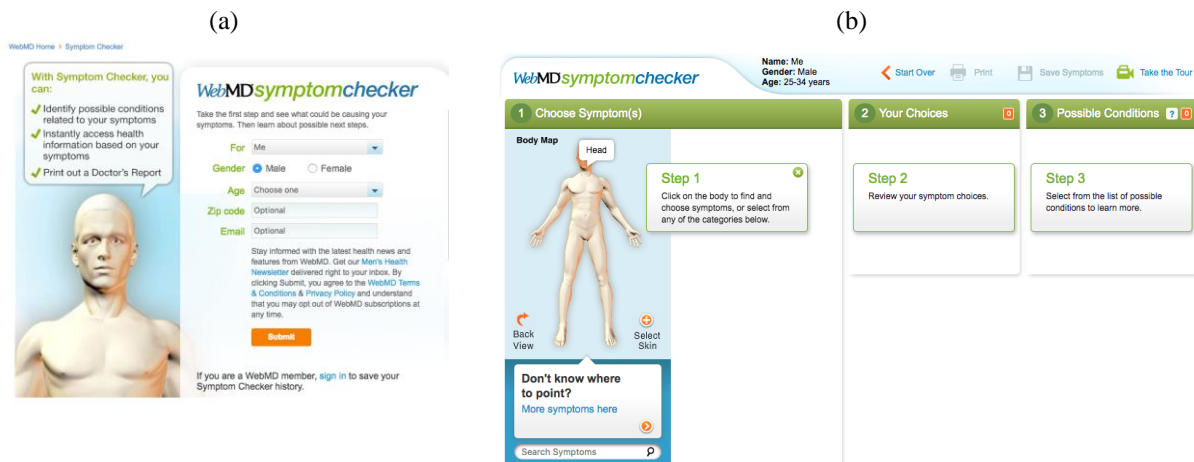 (a)
WebMD Home > Symptom Checker
With Symptom Checker, you
can:
Identify possible conditions
related to your symptoms
Instantly access health
information based on your
symptoms
Print out a Doctor's Report
WebMD symptomchecker
Take the first step and see what could be causing your
symptoms. Then learn about possible next steps.
For Me
Gender Male Female
Age Choose one
Zip code Optional
Email Optional
Stay informed with the latest health news and
features from WebMD. Get our Men's Health
Newsletter delivered right to your inbox. By
clicking Submit, you agree to the WebMD Terms
& Conditions & Privacy Policy and understand
that you may opt out of WebMD subscriptions at
any time.
Submit
If you are a WebMD member, sign in to save your
Symptom Checker history.
(b)
WebMD symptomchecker
Name: Me
Gender: Male
Age: 25-34 years
Start Over Print Save Symptoms Take the Tour
1 Choose Symptom(s)
Body Map
Head
Step 1
Click on the body to find and
choose symptoms, or select from
any of the categories below.
Back
View
Select
Skin
Don't know where
to point?
More symptoms here
Search Symptoms
2 Your Choices 0
Step 2
Review your symptom choices.
3 Possible Conditions ? 0
Step 3
Select from the list of possible
conditions to learn more.